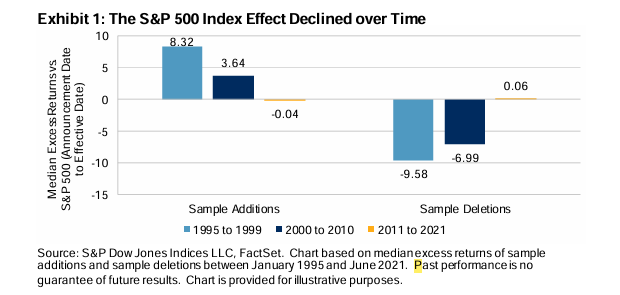 Exhibit 1: The S&P 500 Index Effect Declined over Time
Median Excess Returns vs.
S&P 500 (Announcement Date
to Effective Date)
10
5
0
-5
-10
-15
8.32
3.64
-0.04
-9.58
-6.99
0.06
Sample Additions
Sample Deletions
1995 to 1999
2000 to 2010
2011 to 2021
Source: S&P Dow Jones Indices LLC, FactSet. Chart based on median excess returns of sample
additions and sample deletions between January 1995 and June 2021. Past performance is no
guarantee of future results. Chart is provided for illustrative purposes.